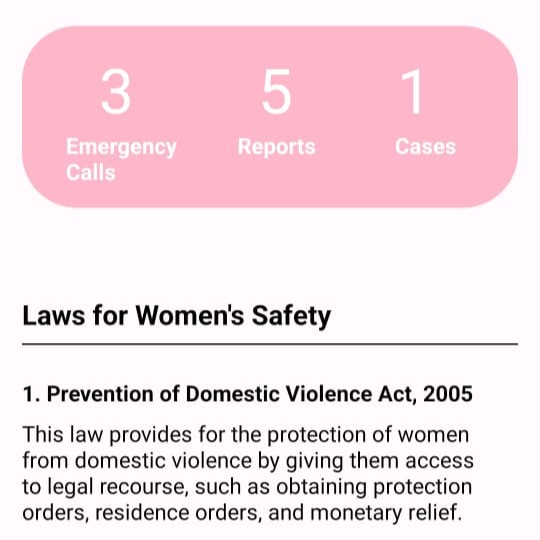 3 5 1
Emergency Calls Reports Cases
Laws for Women's Safety
1. Prevention of Domestic Violence Act, 2005
This law provides for the protection of women
from domestic violence by giving them access
to legal recourse, such as obtaining protection
orders, residence orders, and monetary relief.